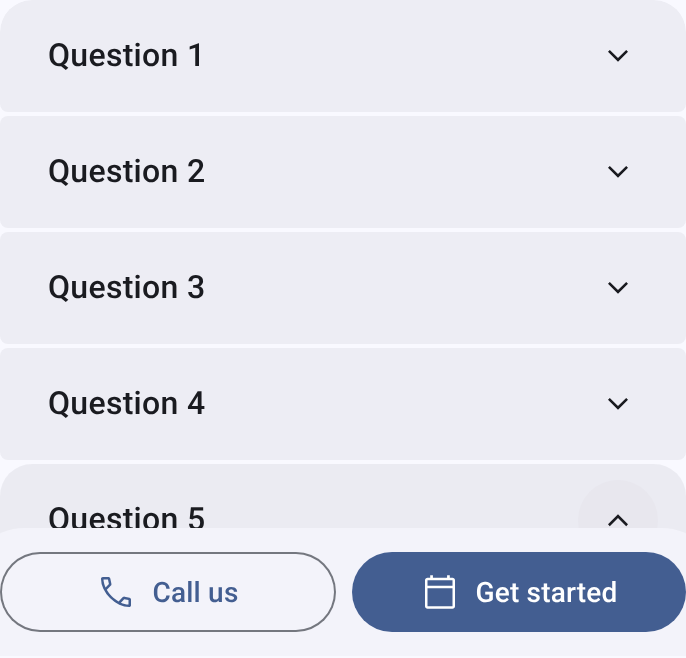 Question 1
Question 2
Question 3
Question 4
Question 5
Call us
Get started